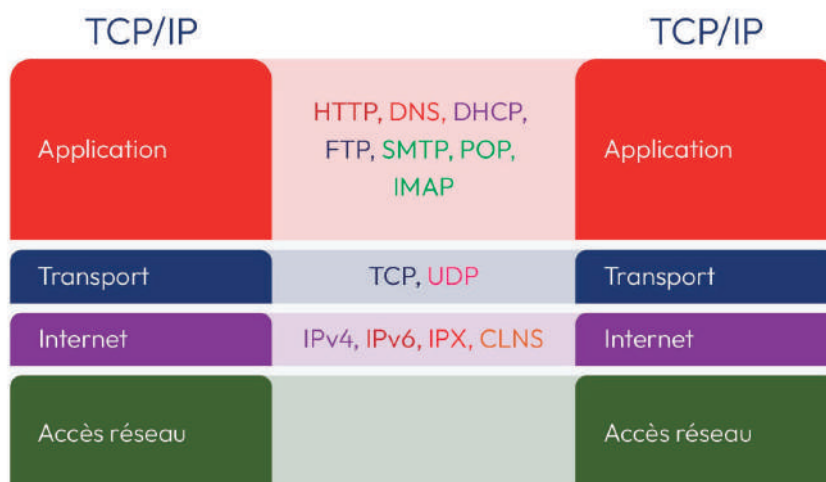 TCP/IP
TCP/IP
Application
HTTP, DNS, DHCP,
FTP, SMTP, POP,
IMAP
Application
Transport
TCP, UDP
Transport
Internet
IPv4, IPv6, IPX, CLNS
Internet
Accès réseau
Accès réseau